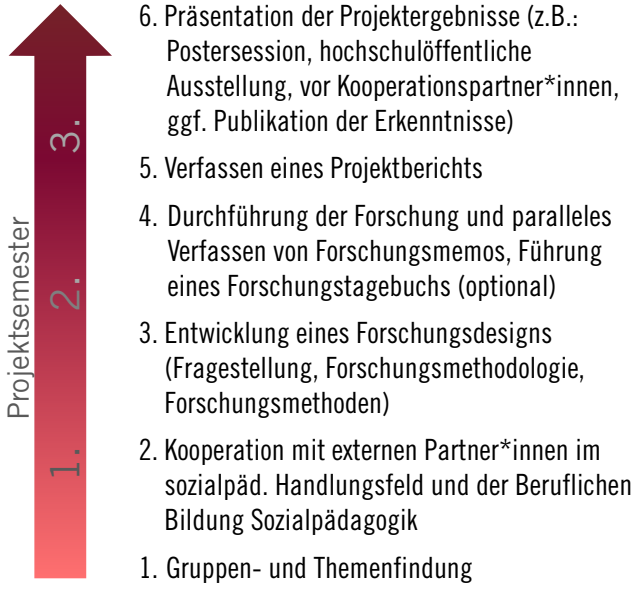 6. Präsentation der Projektergebnisse (z.B.:
Postersession, hochschulöffentliche
Ausstellung, vor Kooperationspartner*innen,
ggf. Publikation der Erkenntnisse)
5. Verfassen eines Projektberichts
4. Durchführung der Forschung und paralleles
Verfassen von Forschungsmemos, Führung
eines Forschungstagebuchs (optional)
3. Entwicklung eines Forschungsdesigns
(Fragestellung, Forschungsmethodologie,
Forschungsmethoden)
2. Kooperation mit externen Partner*innen im
sozialpäd. Handlungsfeld und der Beruflichen
Bildung Sozialpädagogik
1. Gruppen- und Themenfindung
Projektsemester
1.
2.
3.